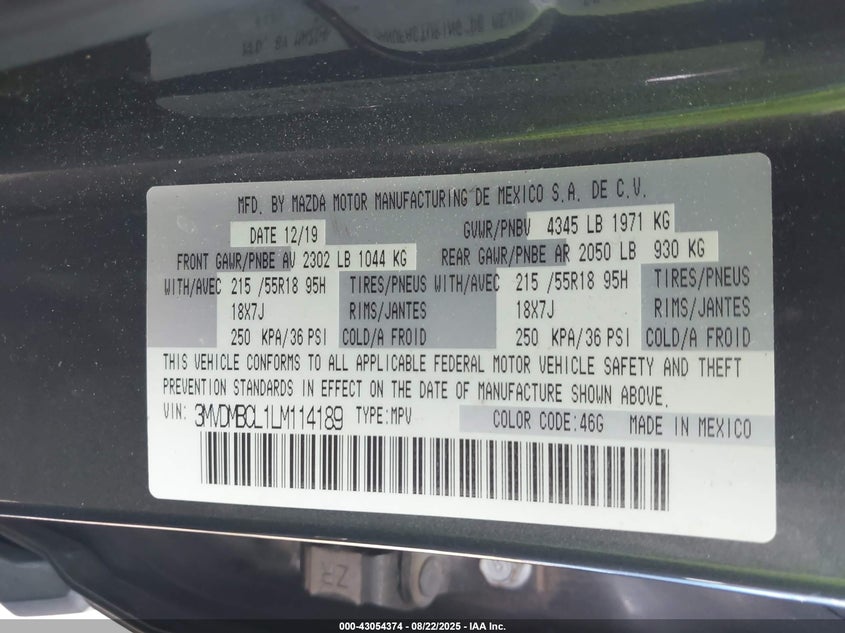 MFD. BY MAZDA MOTOR MANUFACTURING DE MEXICO S.A. DE C.V.
DATE 12/19 GVWR/PNBV 4345 LB 1971 KG
FRONT GAWR/PNBE AV 2302 LB 1044 KG REAR GAWR/PNBE AR 2050 LB 930 KG
WITH/AVEC 215 /55R18 95H TIRES/PNEUS WITH/AVEC 215 /55R18 95H TIRES/PNEUS
18X7J RIMS/JANTES 18X7J RIMS/JANTES
250 KPA/36 PSI COLD/A FROID 250 KPA/36 PSI COLD/A FROID
THIS VEHICLE CONFORMS TO ALL APPLICABLE FEDERAL MOTOR VEHICLE SAFETY AND THEFT
PREVENTION STANDARDS IN EFFECT ON THE DATE OF MANUFACTURE SHOWN ABOVE.
VIN: 3MVDMBCL1LM114189 TYPE:MPV COLOR CODE:46G MADE IN MEXICO
ZR
000-43054374 - 08/22/2025 - IAA Inc.